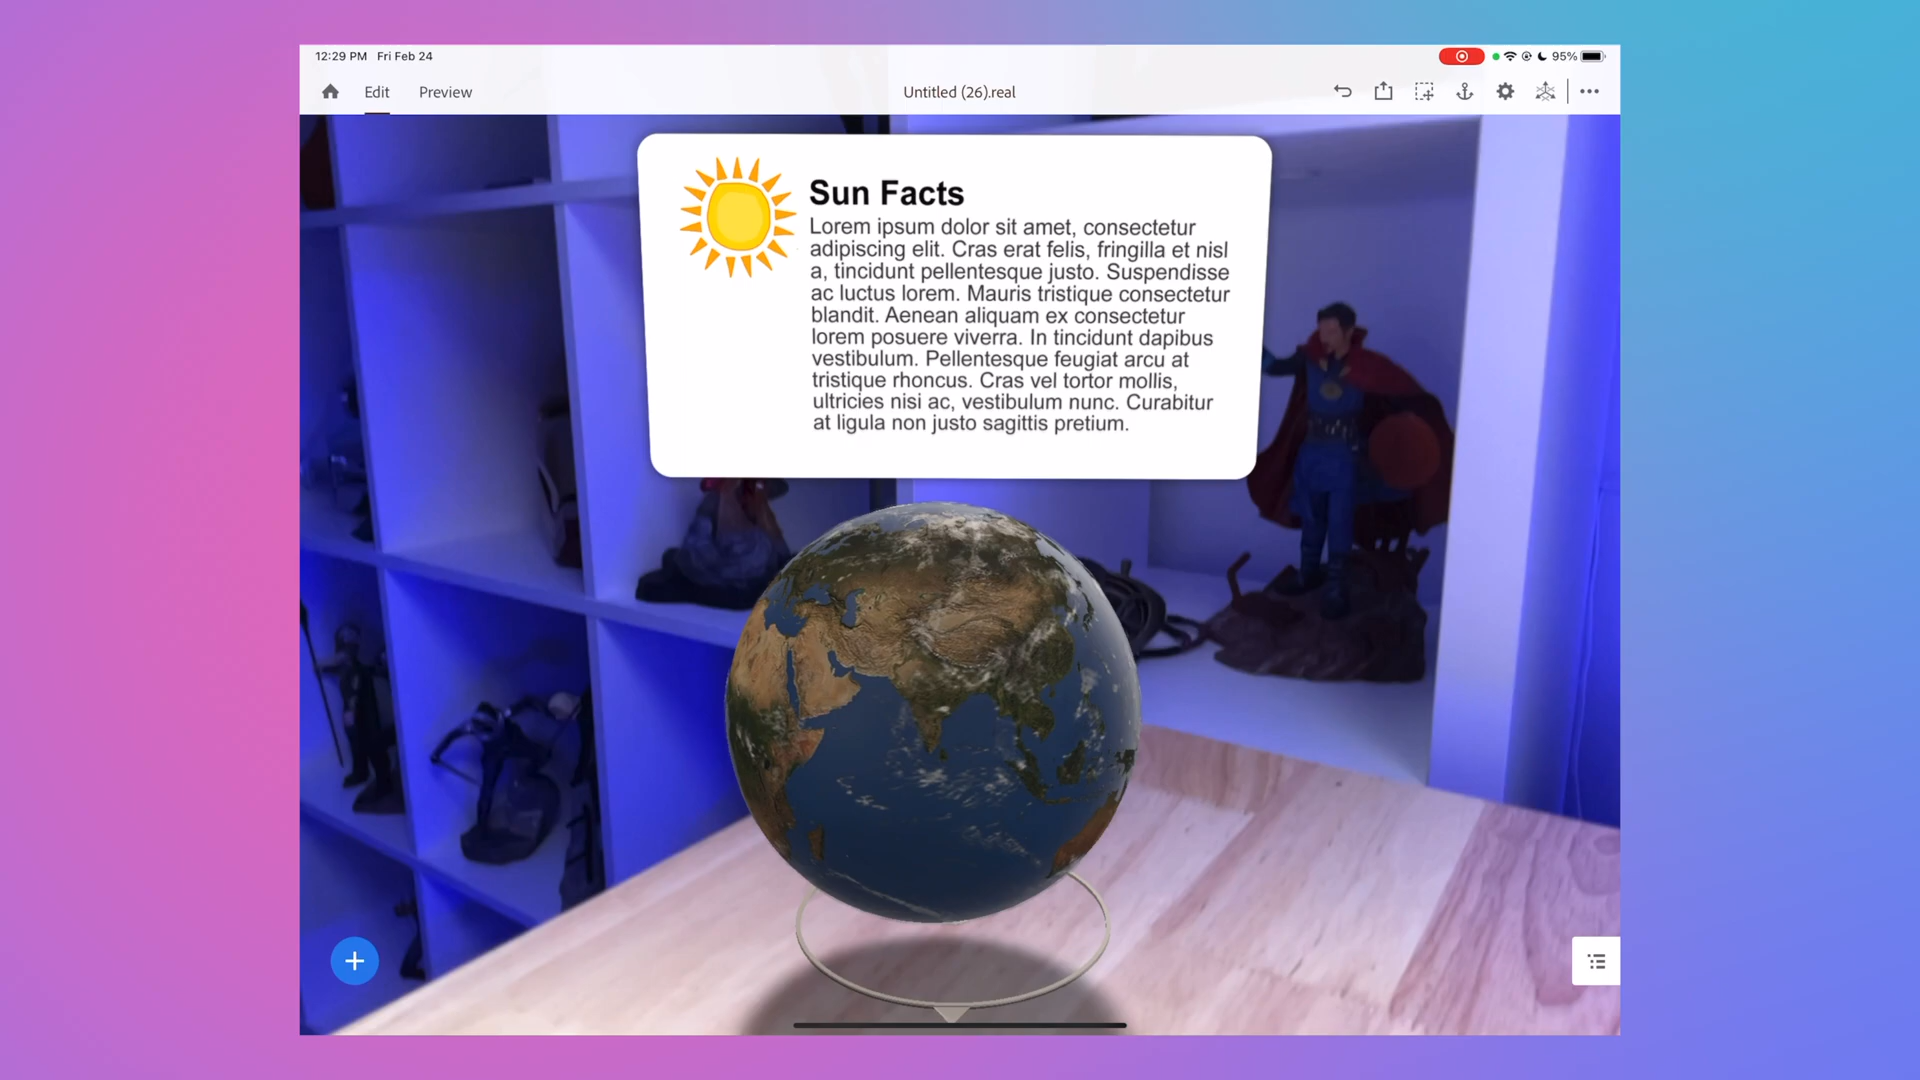 12:29 PM Fri Feb 24
95%
Edit Preview Untitled (26).real
Sun Facts
Lorem ipsum dolor sit amet, consectetur
adipiscing elit. Cras erat felis, fringilla et nisl
a, tincidunt pellentesque justo. Suspendisse
ac luctus lorem. Mauris tristique consectetur
blandit. Aenean aliquam ex consectetur
lorem posuere viverra. In tincidunt dapibus
vestibulum. Pellentesque feugiat arcu at
tristique rhoncus. Cras vel tortor mollis,
ultricies nisi ac, vestibulum nunc. Curabitur
at ligula non justo sagittis pretium.